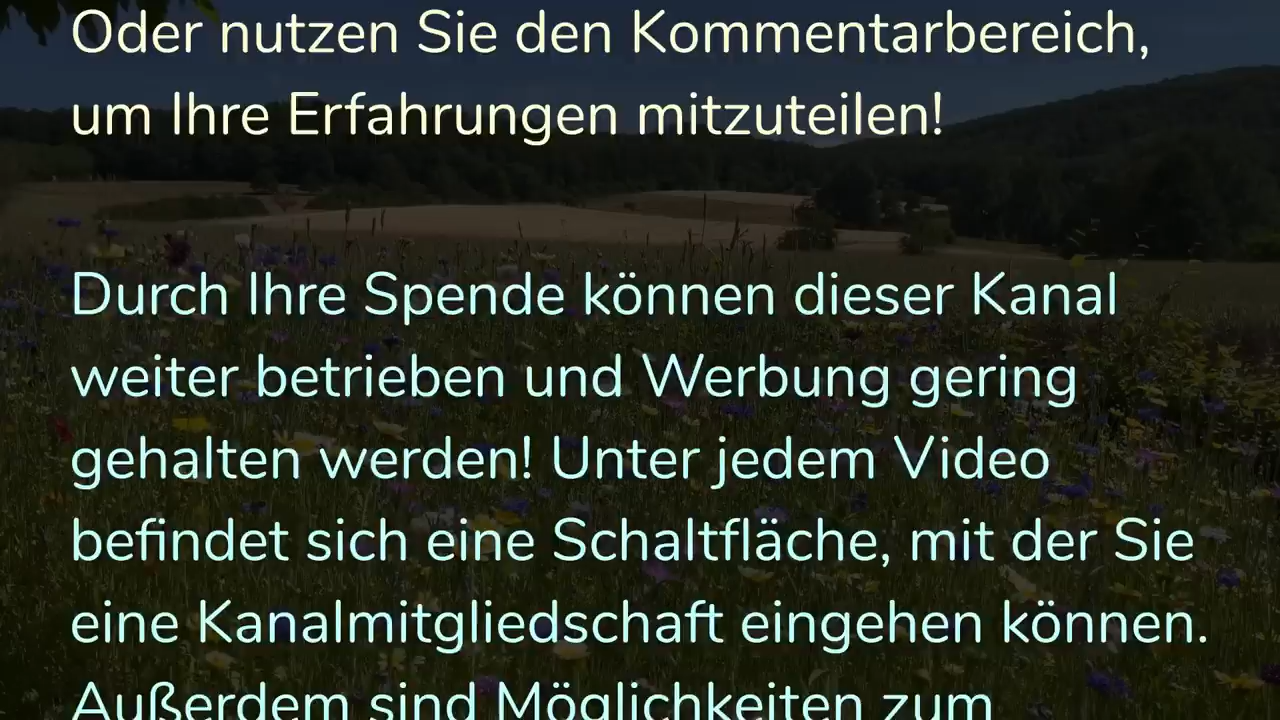 Oder nutzen Sie den Kommentarbereich,
um Ihre Erfahrungen mitzuteilen!
Durch Ihre Spende können dieser Kanal
weiter betrieben und Werbung gering
gehalten werden! Unter jedem Video
befindet sich eine Schaltfläche, mit der Sie
eine Kanalmitgliedschaft eingehen können.
Außerdem sind Möglichkeiten zum